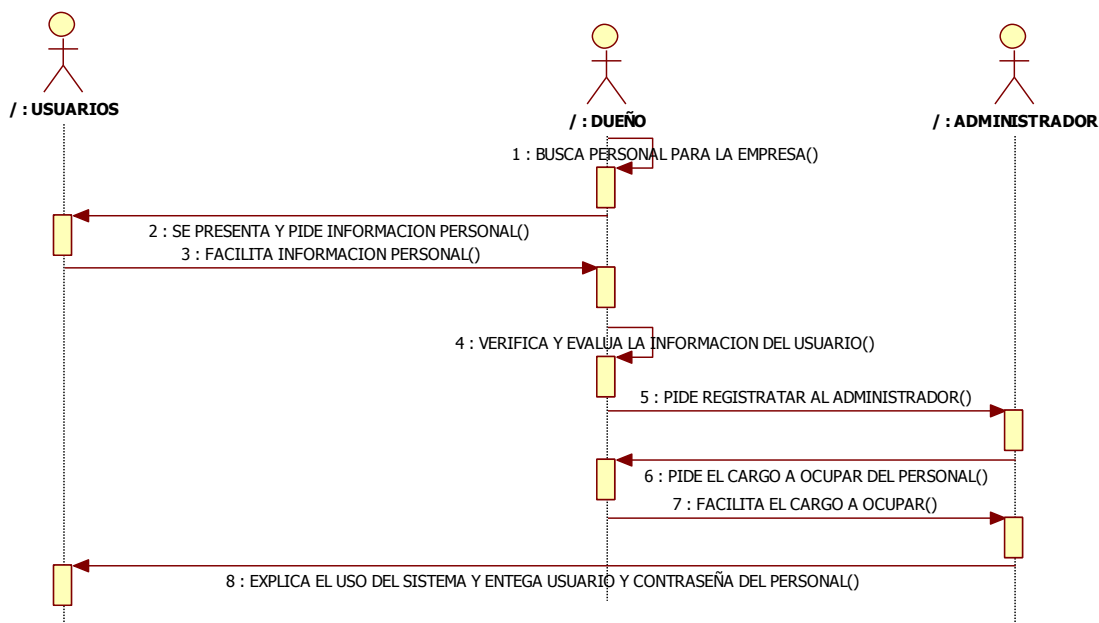 / : USUARIOS
/ : DUEÑO
/ : ADMINISTRADOR
1 : BUSCA PERSONAL PARA LA EMPRESA()
2 : SE PRESENTA Y PIDE INFORMACION PERSONAL()
3 : FACILITA INFORMACION PERSONAL()
4 : VERIFICA Y EVALUA LA INFORMACION DEL USUARIO()
5 : PIDE REGISTRATAR AL ADMINISTRADOR()
6 : PIDE EL CARGO A OCUPAR DEL PERSONAL()
7 : FACILITA EL CARGO A OCUPAR()
8 : EXPLICA EL USO DEL SISTEMA Y ENTEGA USUARIO Y CONTRASEÑA DEL PERSONAL()